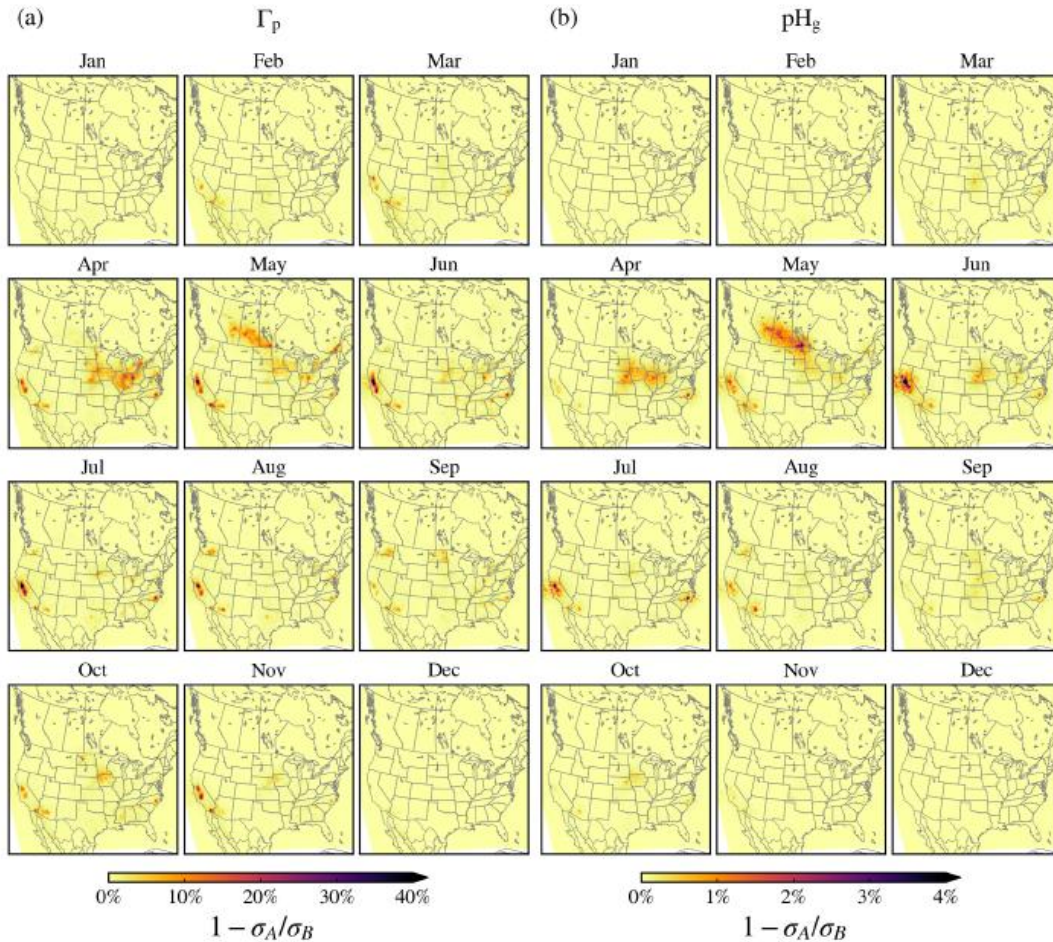 (a) Γp (b) pHg
Jan Feb Mar Jan Feb Mar
Apr May Jun Apr May Jun
Jul Aug Sep Jul Aug Sep
Oct Nov Dec Oct Nov Dec
0% 10% 20% 30% 40% 0% 1% 2% 3% 4%
1 − σA/σB 1 − σA/σB